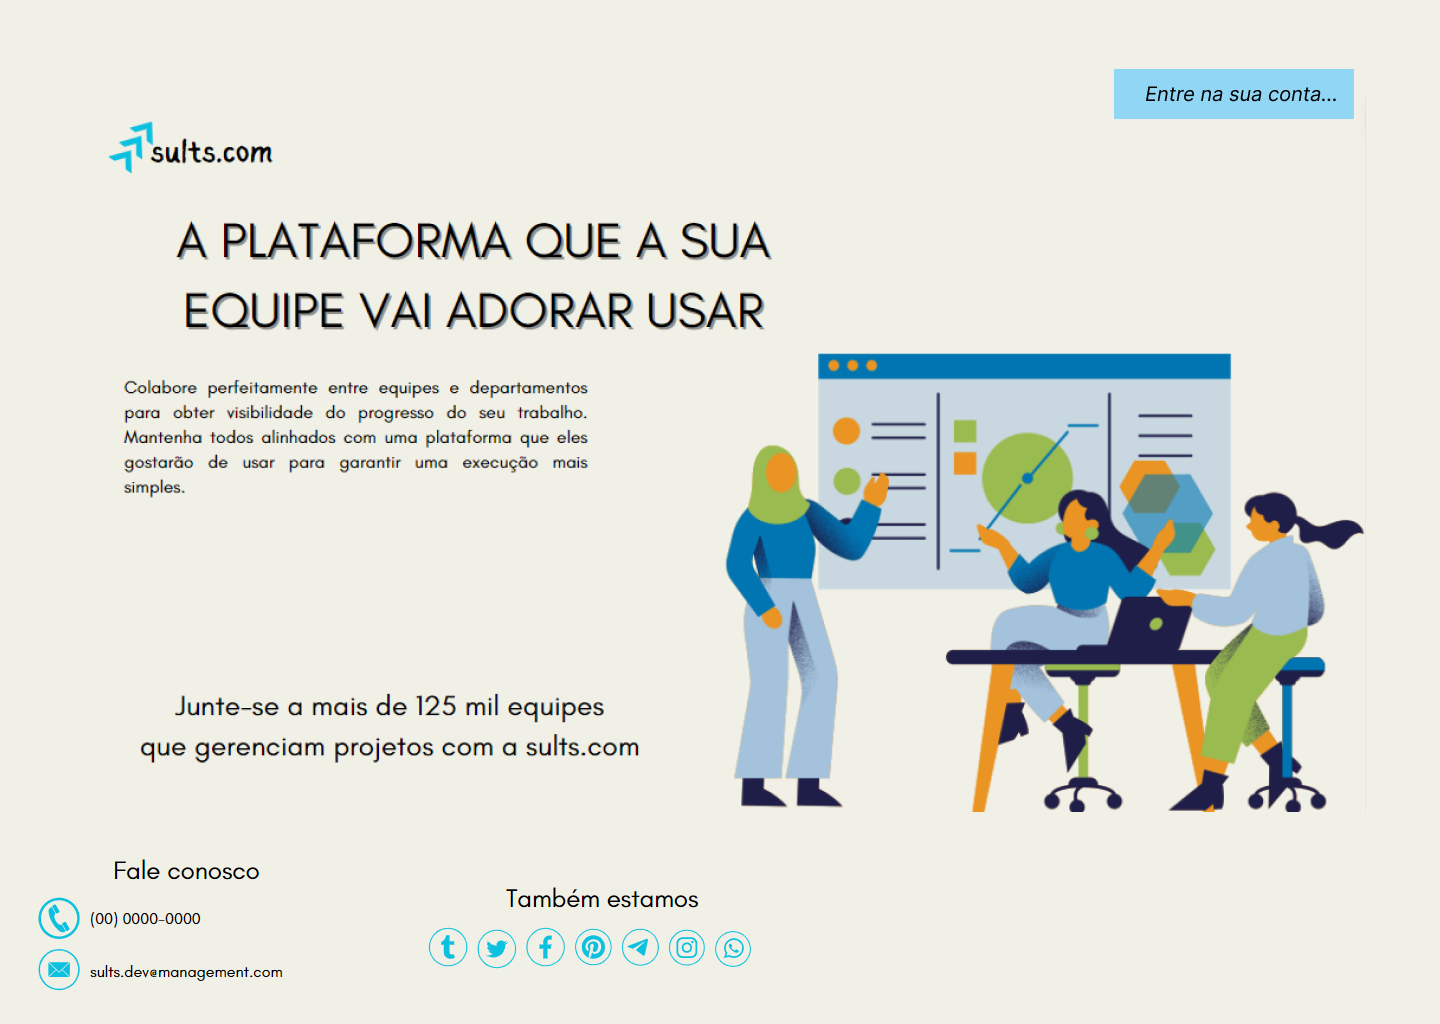 Entre na sua conta...
sults.com
A PLATAFORMA QUE A SUA
EQUIPE VAI ADORAR USAR
Colabore perfeitamente entre equipes e departamentos
para obter visibilidade do progresso do seu trabalho.
Mantenha todos alinhados com uma plataforma que eles
gostarão de usar para garantir uma execução mais
simples.
Junte-se a mais de 125 mil equipes
que gerenciam projetos com a sults.com
Fale conosco
(00) 0000-0000
sults.dev@management.com
Também estamos